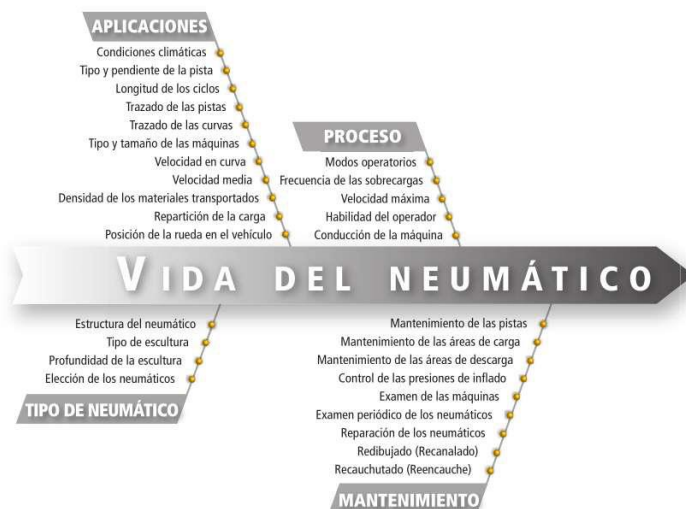 APLICACIONES
Condiciones climáticas
Tipo y pendiente de la pista
Longitud de los ciclos
Trazado de las pistas
Trazado de las curvas
Tipo y tamaño de las máquinas
Velocidad en curva
Velocidad media
Densidad de los materiales transportados
Repartición de la carga
Posición de la rueda en el vehículo
PROCESO
Modos operatorios
Frecuencia de las sobrecargas
Velocidad máxima
Habilidad del operador
Conducción de la máquina
VIDA DEL NEUMÁTICO
Estructura del neumático
Tipo de escultura
Profundidad de la escultura
Elección de los neumáticos
TIPO DE NEUMÁTICO
Mantenimiento de las pistas
Mantenimiento de las áreas de carga
Mantenimiento de las áreas de descarga
Control de las presiones de inflado
Examen de las máquinas
Examen periódico de los neumáticos
Reparación de los neumáticos
Redibujado (Recanalado)
Recauchutado (Reencauche)
MANTENIMIENTO